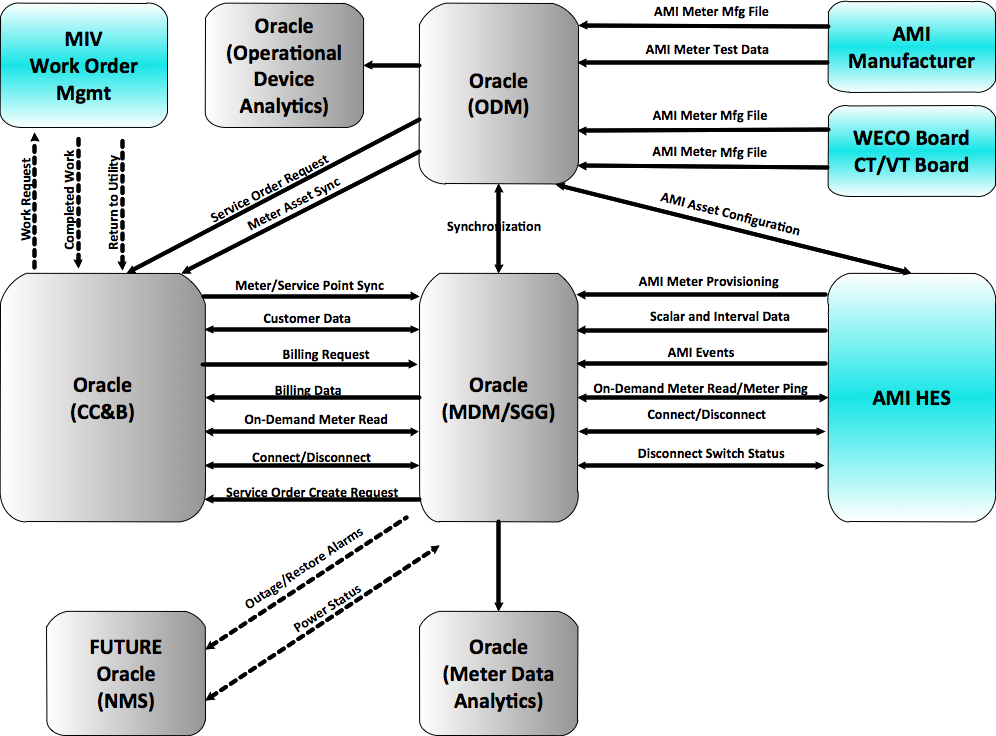 MIV
Work Order
Mgmt
Oracle
(Operational
Device
Analytics)
Oracle
(ODM)
AMI Meter Mfg File
AMI Meter Test Data
AMI
Manufacturer
AMI Meter Mfg File
AMI Meter Mfg File
WECO Board
CT/VT Board
Work Request
Completed Work
Return to Utility
Service Order Request
Meter Asset Sync
Synchronization
AMI Asset Configuration
Oracle
(CC&B)
Meter/Service Point Sync
Customer Data
Billing Request
Billing Data
On-Demand Meter Read
Connect/Disconnect
Service Order Create Request
Oracle
(MDM/SGG)
AMI Meter Provisioning
Scalar and Interval Data
AMI Events
On-Demand Meter Read/Meter Ping
Connect/Disconnect
Disconnect Switch Status
AMI HES
Outage/Restore Alarms
Power Status
FUTURE
Oracle
(NMS)
Oracle
(Meter Data
Analytics)